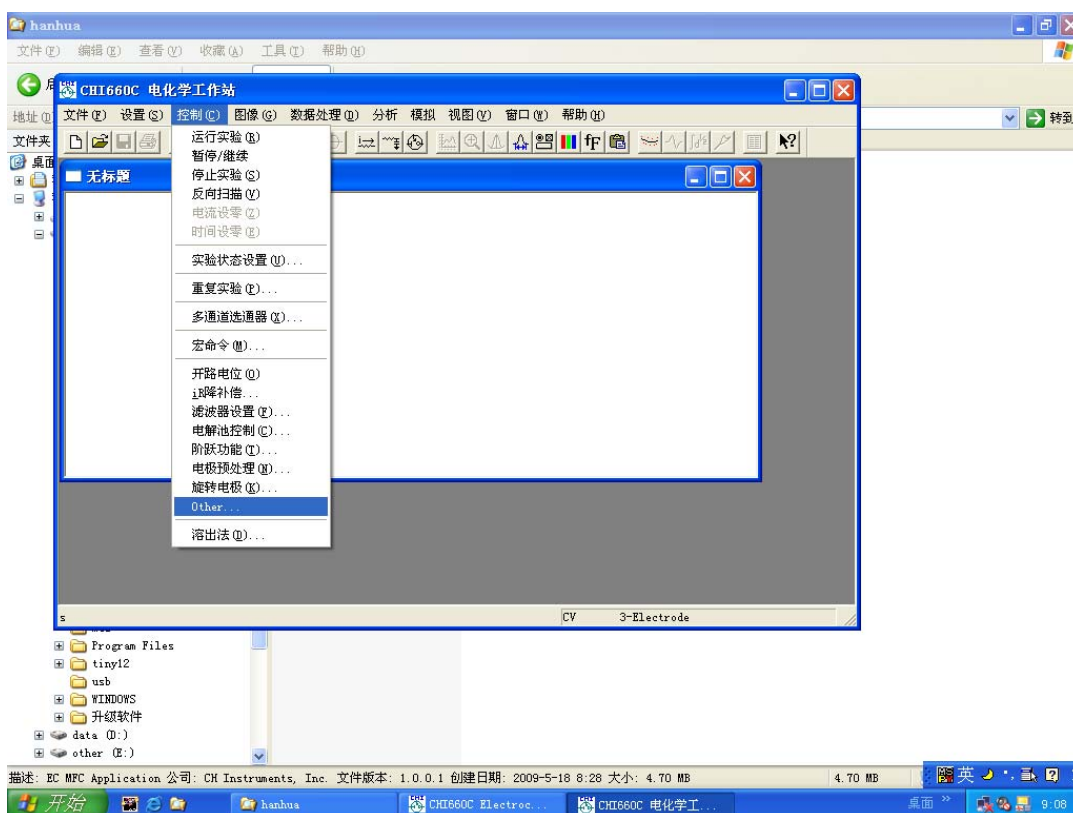 hanhua
文件(F) 编辑(E) 查看(V) 收藏(A) 工具(T) 帮助(H)
CHI660C 电化学工作站
文件(F) 设置(S) 控制(C) 图像(G) 数据处理(D) 分析 模拟 视图(V) 窗口(W) 帮助(H)
地址(D)
转到
文件夹
桌面
无标题
运行实验(R)
暂停/继续
停止实验(S)
反向扫描(V)
电流设零(Z)
时间设零(E)
实验状态设置(U)...
重复实验(P)...
多通道选通器(X)...
宏命令(M)...
开路电位(O)
iR降补偿...
滤波器设置(F)...
电解池控制(C)...
阶跃功能(T)...
电极预处理(N)...
旋转电极(K)...
Other...
溶出法(D)...
s
CV 3-Electrode
Program Files
tiny12
usb
WINDOWS
升级软件
data (D:)
other (E:)
描述: EC MFC Application 公司: CH Instruments, Inc. 文件版本: 1.0.0.1 创建日期: 2009-5-18 8:28 大小: 4.70 MB
4.70 MB
英
开始
hanhua
CHI660C Electroc...
CHI660C 电化学工...
桌面
9:08